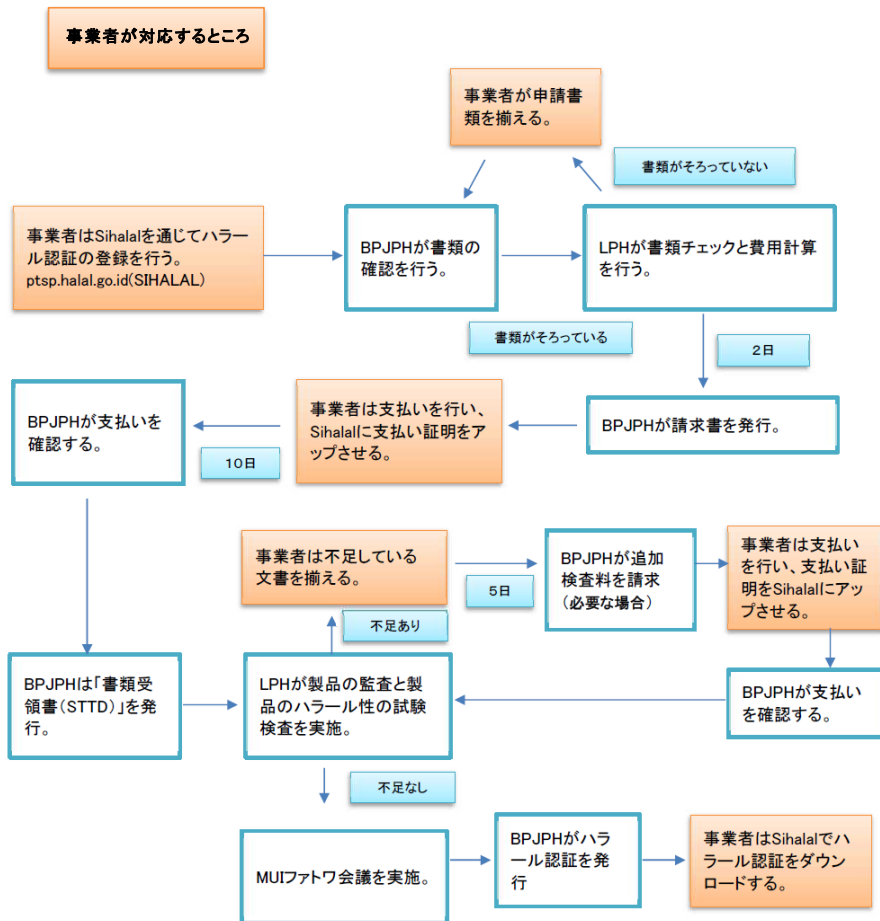 事業者が対応するところ
事業者が申請書
類を揃える。
書類がそろっていない
事業者はSihalalを通じてハラー
ル認証の登録を行う。
ptsp.halal.go.id(SIHALAL)
BPJPHが書類の
確認を行う。
LPHが書類チェックと費用計算
を行う。
書類がそろっている
2日
BPJPHが支払いを
確認する。
事業者は支払いを行い、
Sihalalに支払い証明をア
ップさせる。
BPJPHが請求書を発行。
10日
事業者は不足している
文書を揃える。
5日
BPJPHが追加
検査料を請求
(必要な場合)
事業者は支払い
を行い、支払い証
明をSihalalにアッ
プさせる。
不足あり
BPJPHは「書類受
領書(STTD)」を発
行。
LPHが製品の監査と製
品のハラール性の試験
検査を実施。
BPJPHが支払い
を確認する。
不足なし
MUIファトワ会議を実施。
BPJPHがハラ
ール認証を発
行
事業者はSihalalでハ
ラール認証をダウン
ロードする。